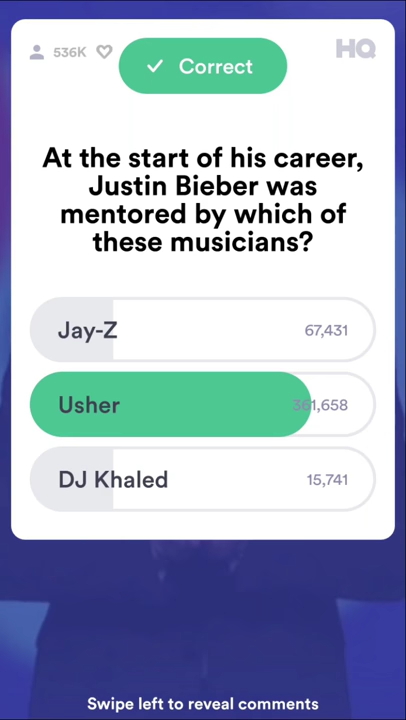 536K
Correct
HQ
At the start of his career,
Justin Bieber was
mentored by which of
these musicians?
Jay-Z 67,431
Usher 361,658
DJ Khaled 15,741
Swipe left to reveal comments